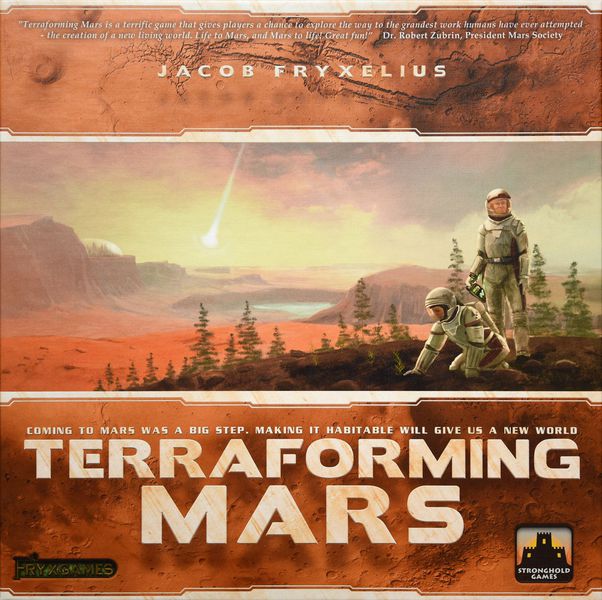 "Terraforming Mars is a terrific game that gives players a chance to explore the way to the grandest work humans have ever attempted
- the creation of a new living world. Life to Mars, and Mars to life! Great fun!" Dr. Robert Zubrin, President Mars Society
JACOB FRYXELIUS
COMING TO MARS WAS A BIG STEP. MAKING IT HABITABLE WILL GIVE US A NEW WORLD
TERRAFORMING
MARS
FRYXGAMES
STRONGHOLD
GAMES